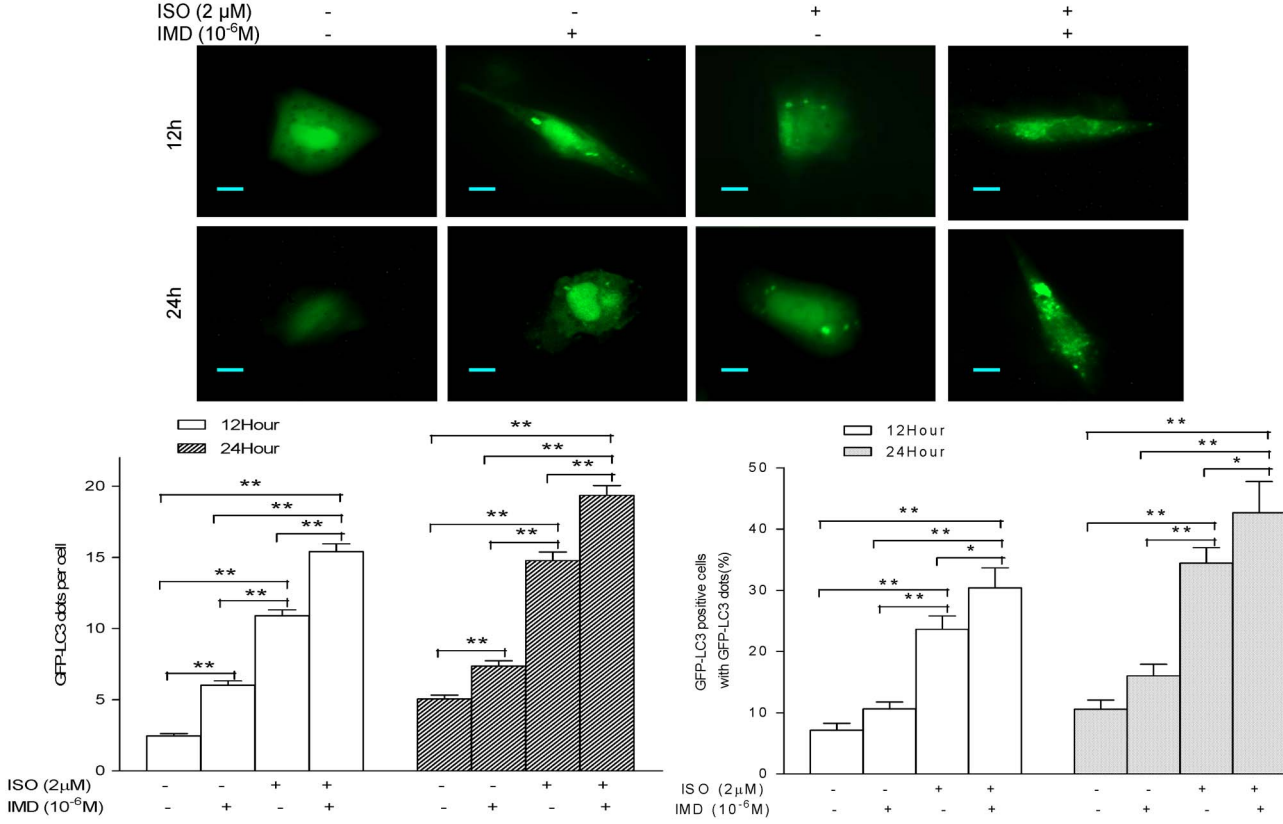 ISO (2 µM) - - + +
IMD (10-6M) - + - +
12h
24h
12Hour
24Hour
GFP-LC3 dots per cell
20
15
10
5
0
** ** ** ** ** **
** ** ** ** ** **
ISO (2µM) - - + + - - + +
IMD (10-6M) - + - + - + - +
12Hour
24Hour
GFP-LC3 positive cells
with GFP-LC3 dots(%)
50
40
30
20
10
0
** ** * ** **
** ** * ** **
ISO (2µM) - - + + - - + +
IMD (10-6M) - + - + - + - +